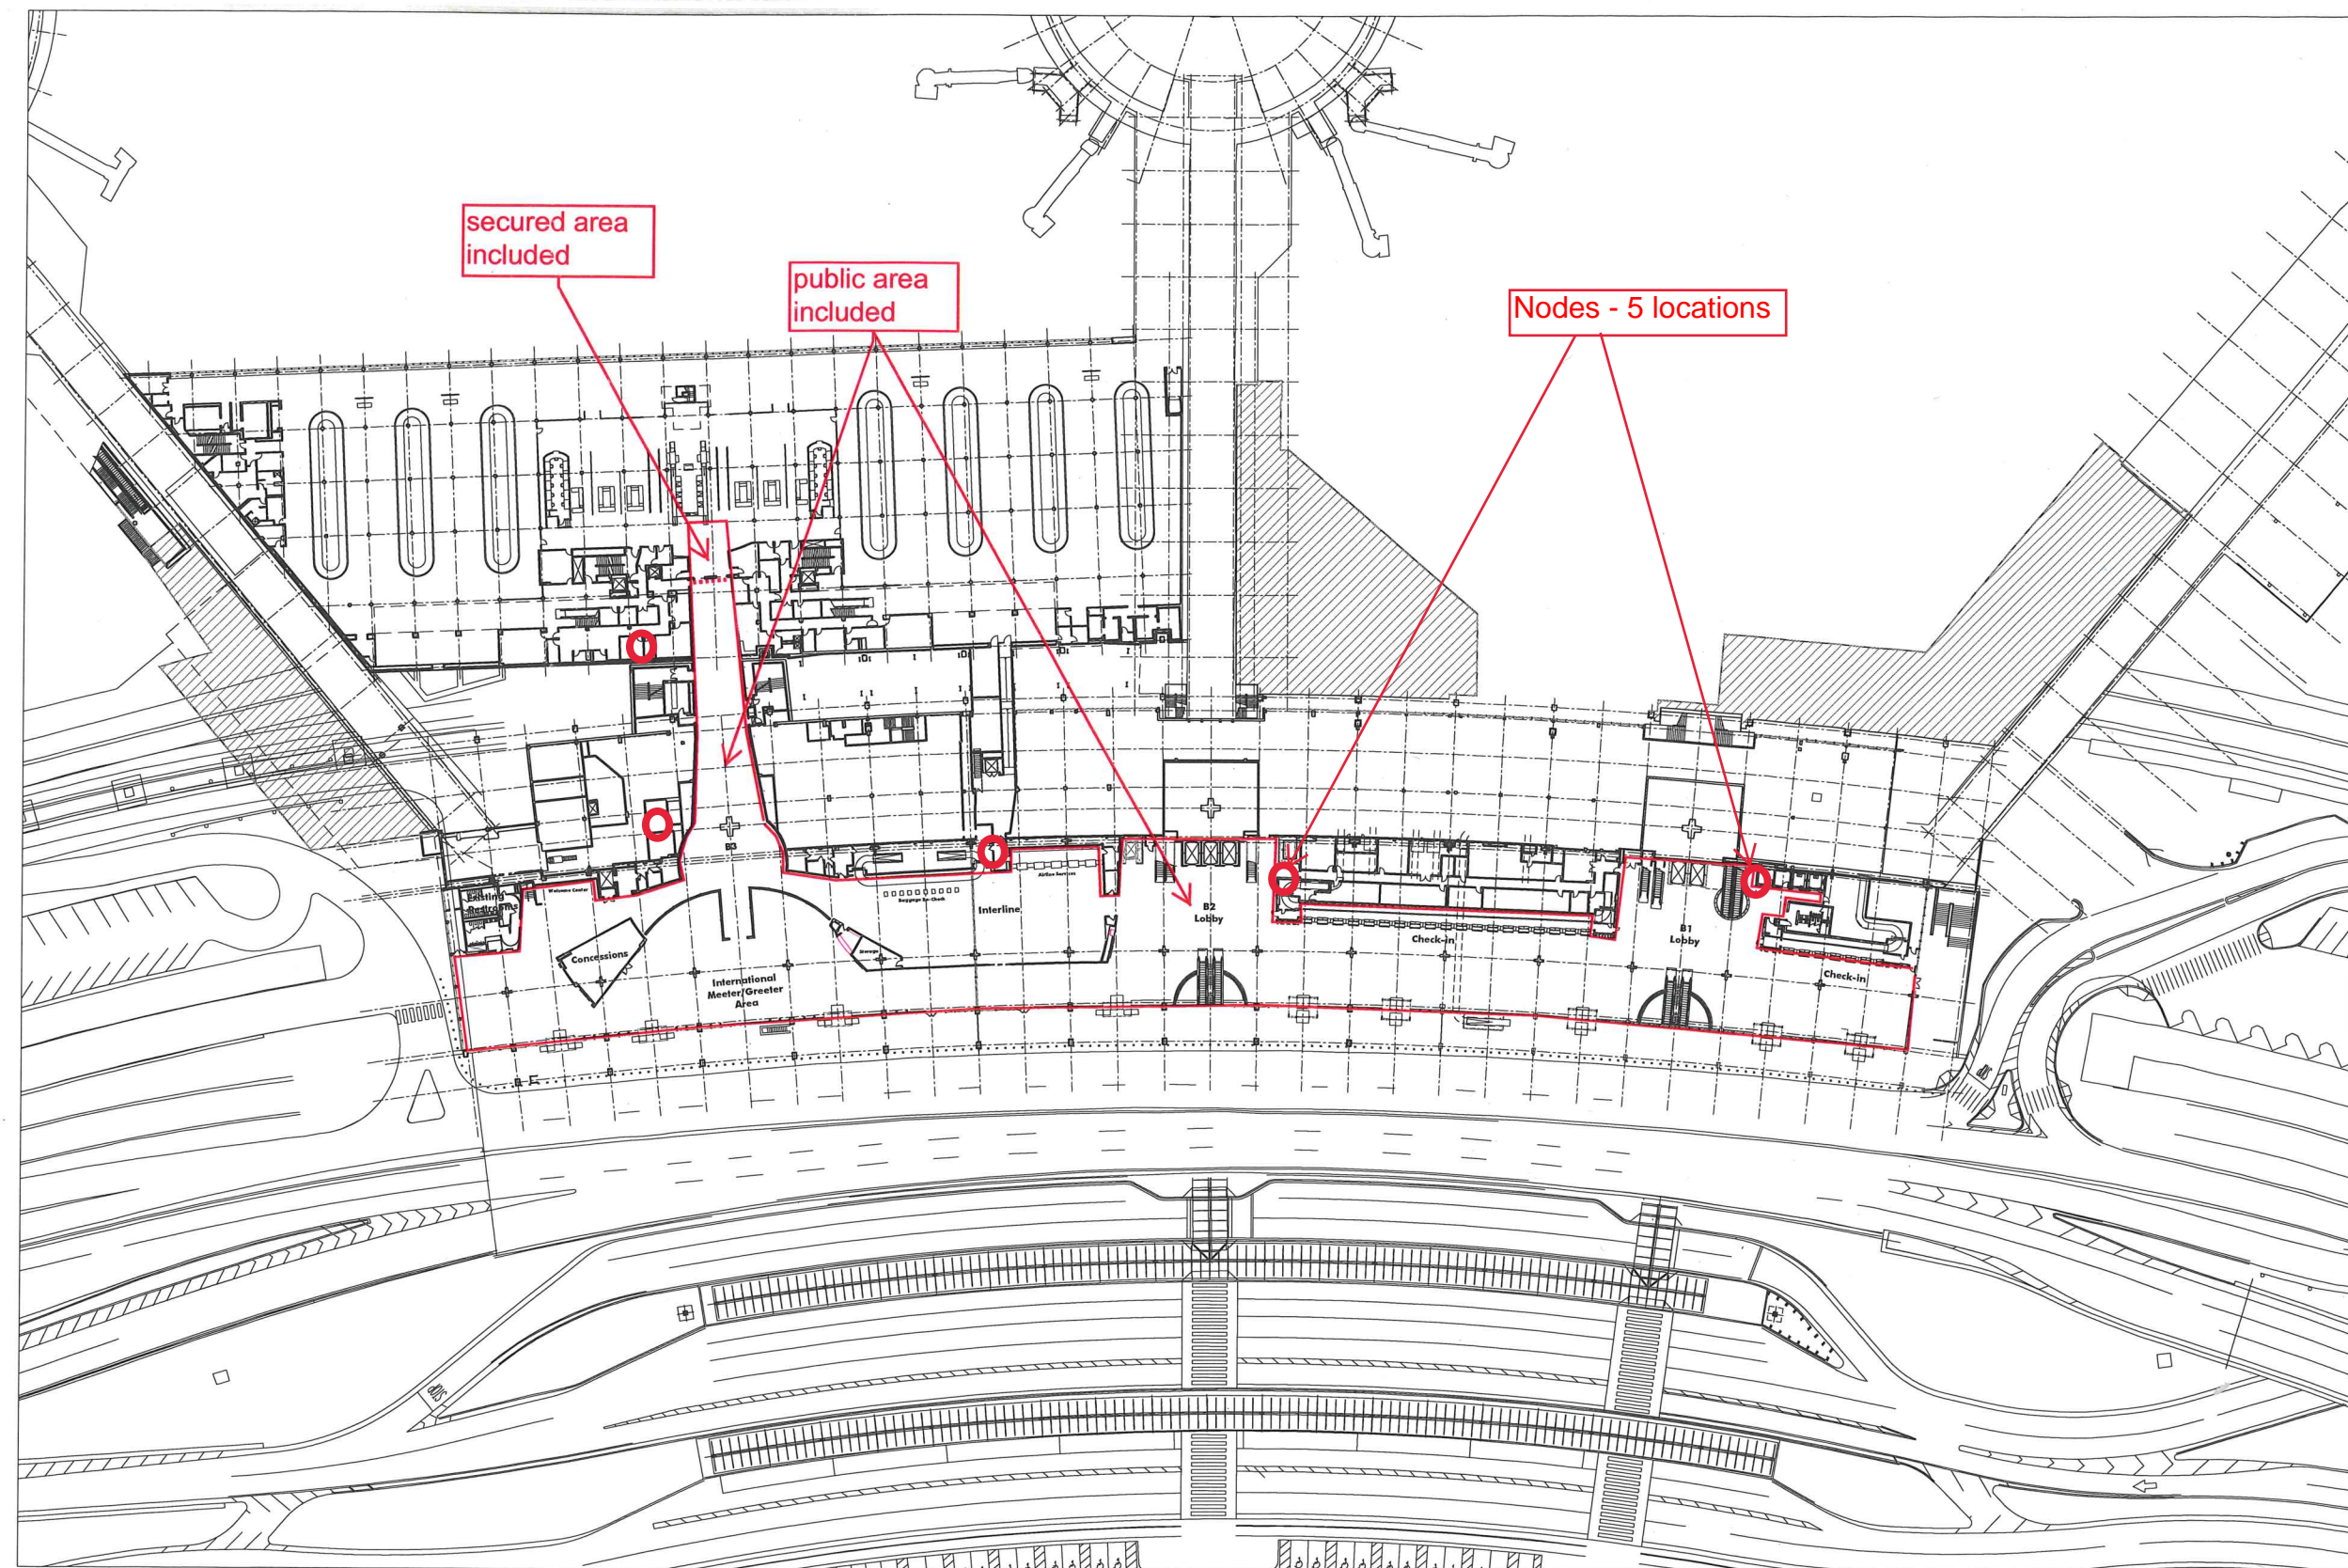 secured area
included
public area
included
Nodes - 5 locations
B3
Existing
Restrooms
Welcome Center
Airline Services
Baggage Re-Check
Interline
B2
Lobby
Check-in
B1
Lobby
Check-in
Concessions
Storage
International
Meeter/Greeter
Area